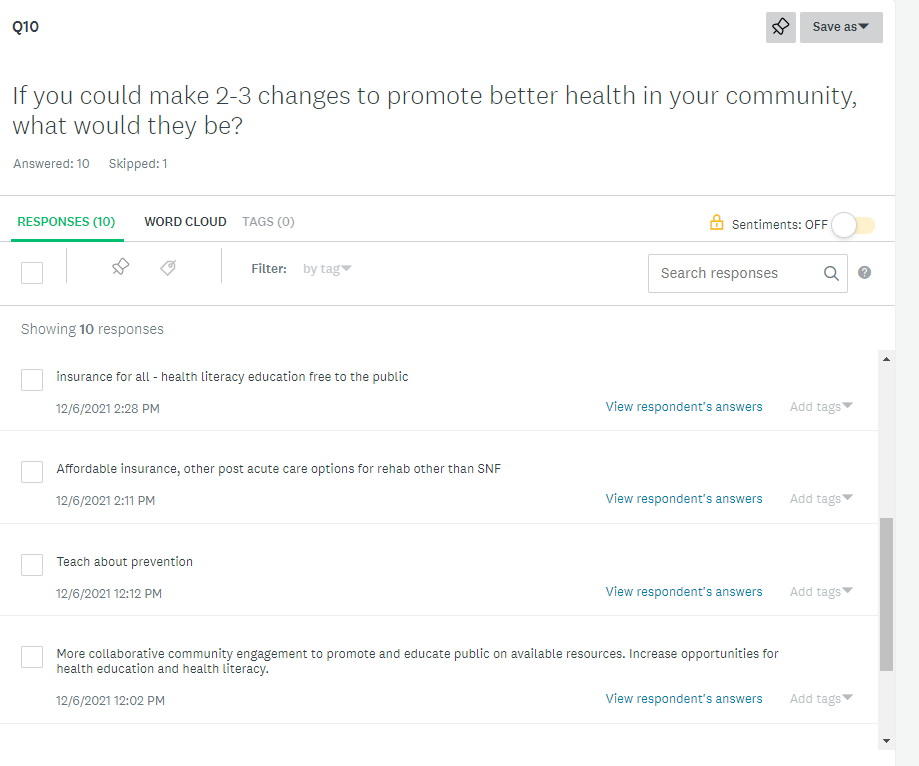 Q10
Save as
If you could make 2-3 changes to promote better health in your community,
what would they be?
Answered: 10 Skipped: 1
RESPONSES (10) WORD CLOUD TAGS (0) Sentiments: OFF
Filter: by tag Search responses ?
Showing 10 responses
insurance for all - health literacy education free to the public
12/6/2021 2:28 PM View respondent's answers Add tags
Affordable insurance, other post acute care options for rehab other than SNF
12/6/2021 2:11 PM View respondent's answers Add tags
Teach about prevention
12/6/2021 12:12 PM View respondent's answers Add tags
More collaborative community engagement to promote and educate public on available resources. Increase opportunities for
health education and health literacy.
12/6/2021 12:02 PM View respondent's answers Add tags